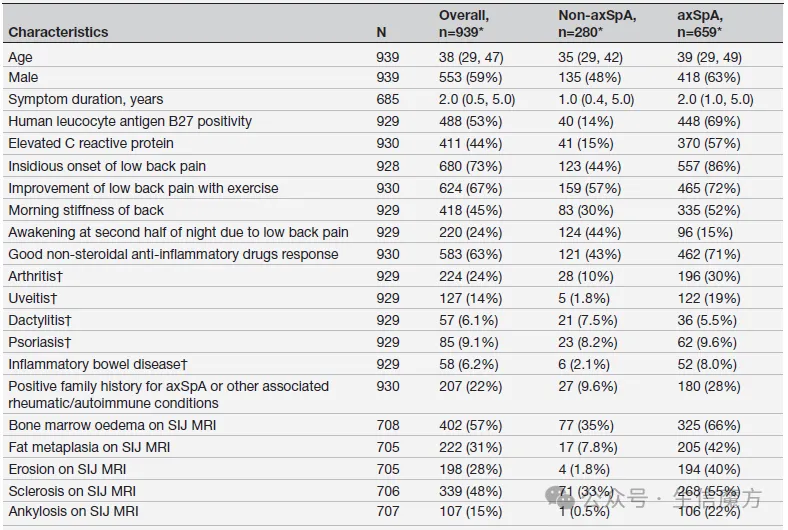 Characteristics N Overall, n=939* Non-axSpA, n=280* axSpA, n=659*
Age 939 38 (29, 47) 35 (29, 42) 39 (29, 49)
Male 939 553 (59%) 135 (48%) 418 (63%)
Symptom duration, years 685 2.0 (0.5, 5.0) 1.0 (0.4, 5.0) 2.0 (1.0, 5.0)
Human leucocyte antigen B27 positivity 929 488 (53%) 40 (14%) 448 (69%)
Elevated C reactive protein 930 411 (44%) 41 (15%) 370 (57%)
Insidious onset of low back pain 928 680 (73%) 123 (44%) 557 (86%)
Improvement of low back pain with exercise 930 624 (67%) 159 (57%) 465 (72%)
Morning stiffness of back 929 418 (45%) 83 (30%) 335 (52%)
Awakening at second half of night due to low back pain 929 220 (24%) 124 (44%) 96 (15%)
Good non-steroidal anti-inflammatory drugs response 930 583 (63%) 121 (43%) 462 (71%)
Arthritis† 929 224 (24%) 28 (10%) 196 (30%)
Uveitis† 929 127 (14%) 5 (1.8%) 122 (19%)
Dactylitis† 929 57 (6.1%) 21 (7.5%) 36 (5.5%)
Psoriasis† 929 85 (9.1%) 23 (8.2%) 62 (9.6%)
Inflammatory bowel disease† 929 58 (6.2%) 6 (2.1%) 52 (8.0%)
Positive family history for axSpA or other associated 930 207 (22%) 27 (9.6%) 180 (28%)
rheumatic/autoimmune conditions
Bone marrow oedema on SIJ MRI 708 402 (57%) 77 (35%) 325 (66%)
Fat metaplasia on SIJ MRI 705 222 (31%) 17 (7.8%) 205 (42%)
Erosion on SIJ MRI 705 198 (28%) 4 (1.8%) 194 (40%)
Sclerosis on SIJ MRI 706 339 (48%) 71 (33%) 268 (55%)
Ankylosis on SIJ MRI 707 107 (15%) 1 (0.5%) 106 (22%)
公众号 · 生信魔方